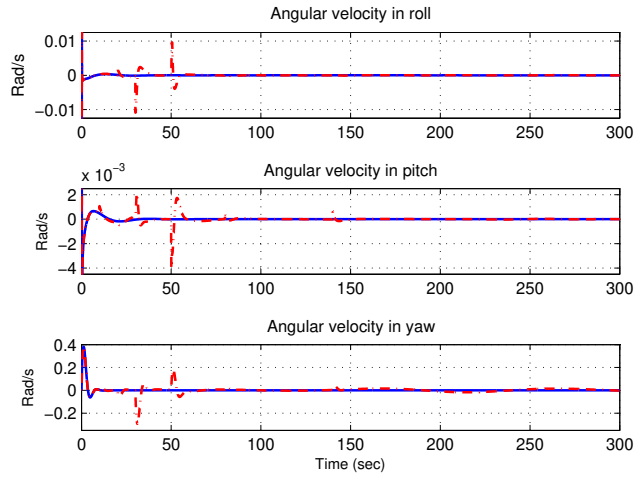 Angular velocity in roll
0.01
0
−0.01
Rad/s
0 50 100 150 200 250 300
x 10−3
Angular velocity in pitch
2
0
−2
−4
Rad/s
0 50 100 150 200 250 300
Angular velocity in yaw
0.4
0.2
0
−0.2
Rad/s
0 50 100 150 200 250 300
Time (sec)